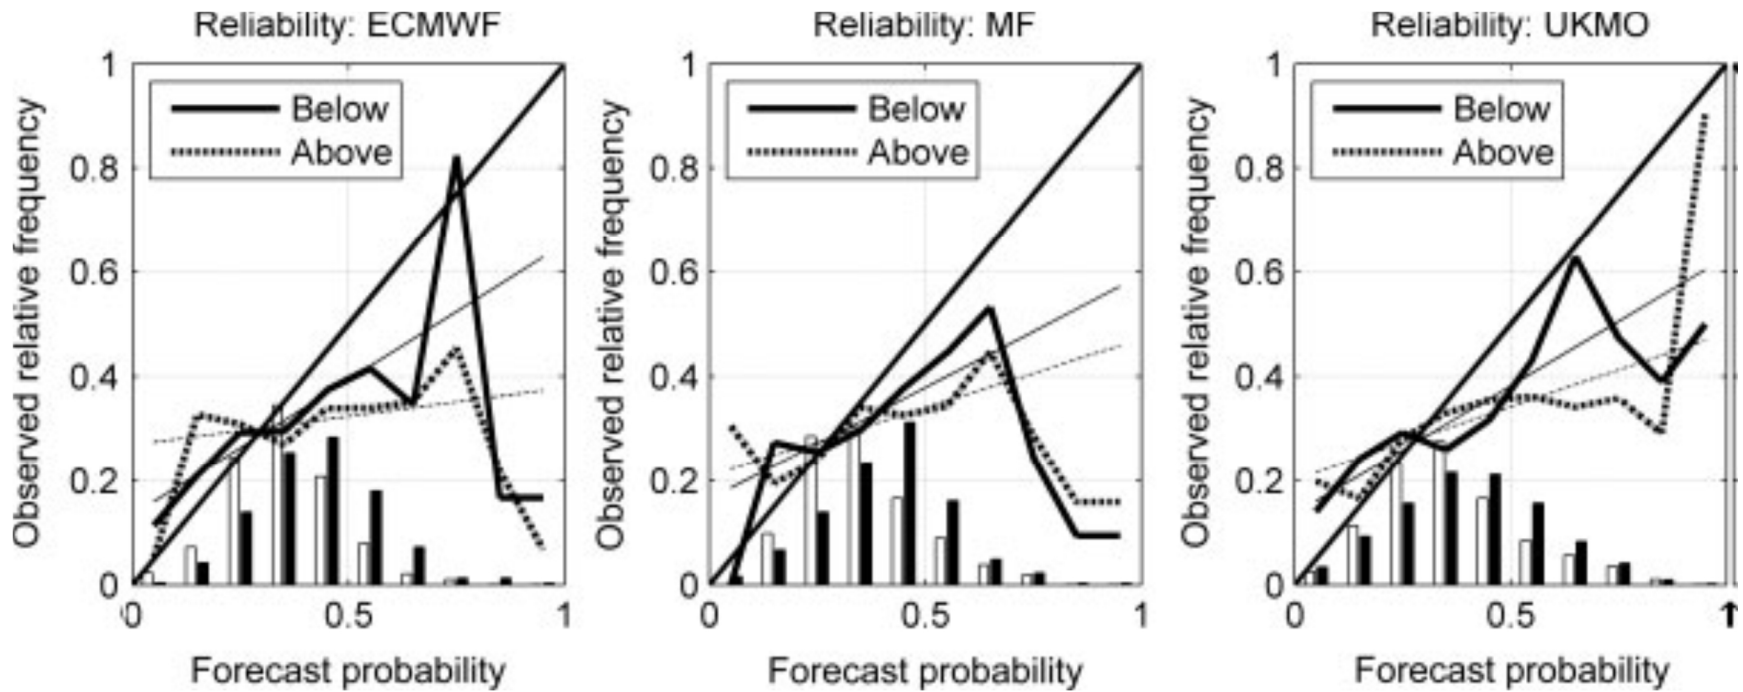 Reliability: ECMWF
1
0.8
0.6
0.4
0.2
0
0
0.5
1
Below
Above
Observed relative frequency
Forecast probability
Reliability: MF
1
0.8
0.6
0.4
0.2
0
0
0.5
1
Below
Above
Observed relative frequency
Forecast probability
Reliability: UKMO
1
0.8
0.6
0.4
0.2
0
0
0.5
1
Below
Above
Observed relative frequency
Forecast probability